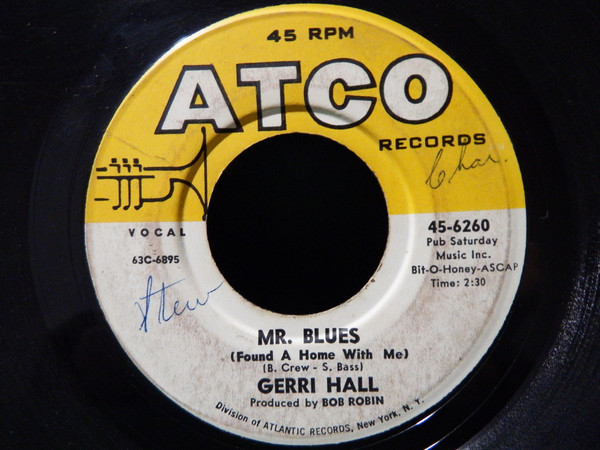 45 RPM
ATCO
RECORDS
Char.
VOCAL
63C-6895
45-6260
Pub Saturday
Music Inc.
Bit-O-Honey-ASCAP
Time: 2:30
MR. BLUES
(Found A Home With Me)
(B. Crew - S. Bass)
GERRI HALL
Produced by BOB ROBIN
Division of ATLANTIC RECORDS, New York, N. Y.